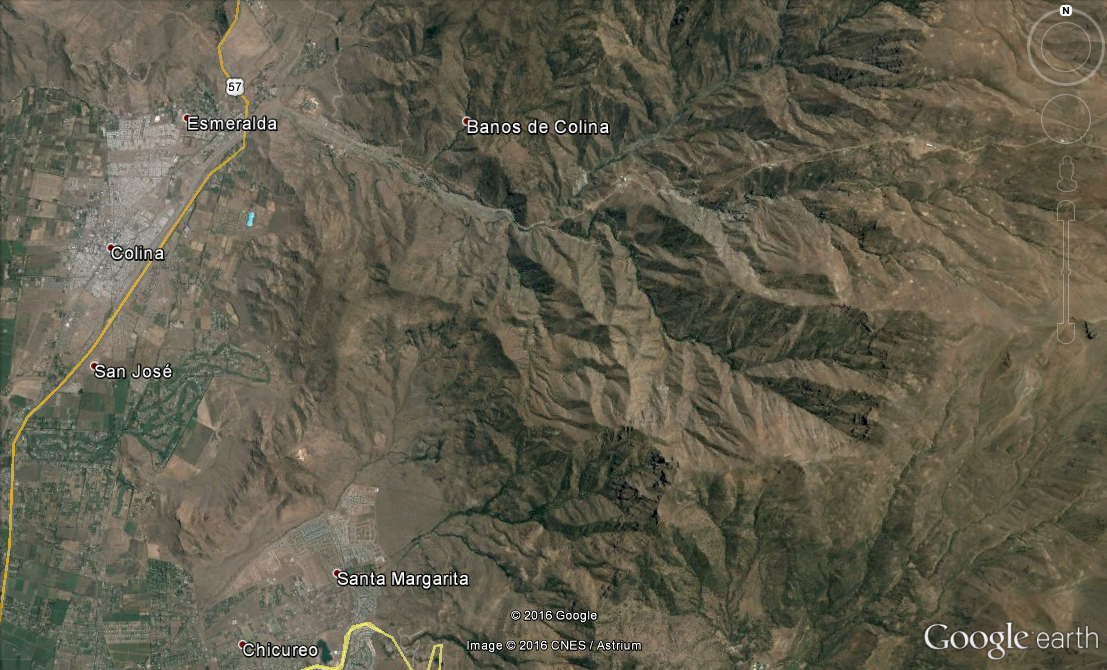 N
57
Esmeralda
Banos de Colina
Colina
San José
Santa Margarita
© 2016 Google
Chicureo
Image © 2016 CNES / Astrium
Google earth